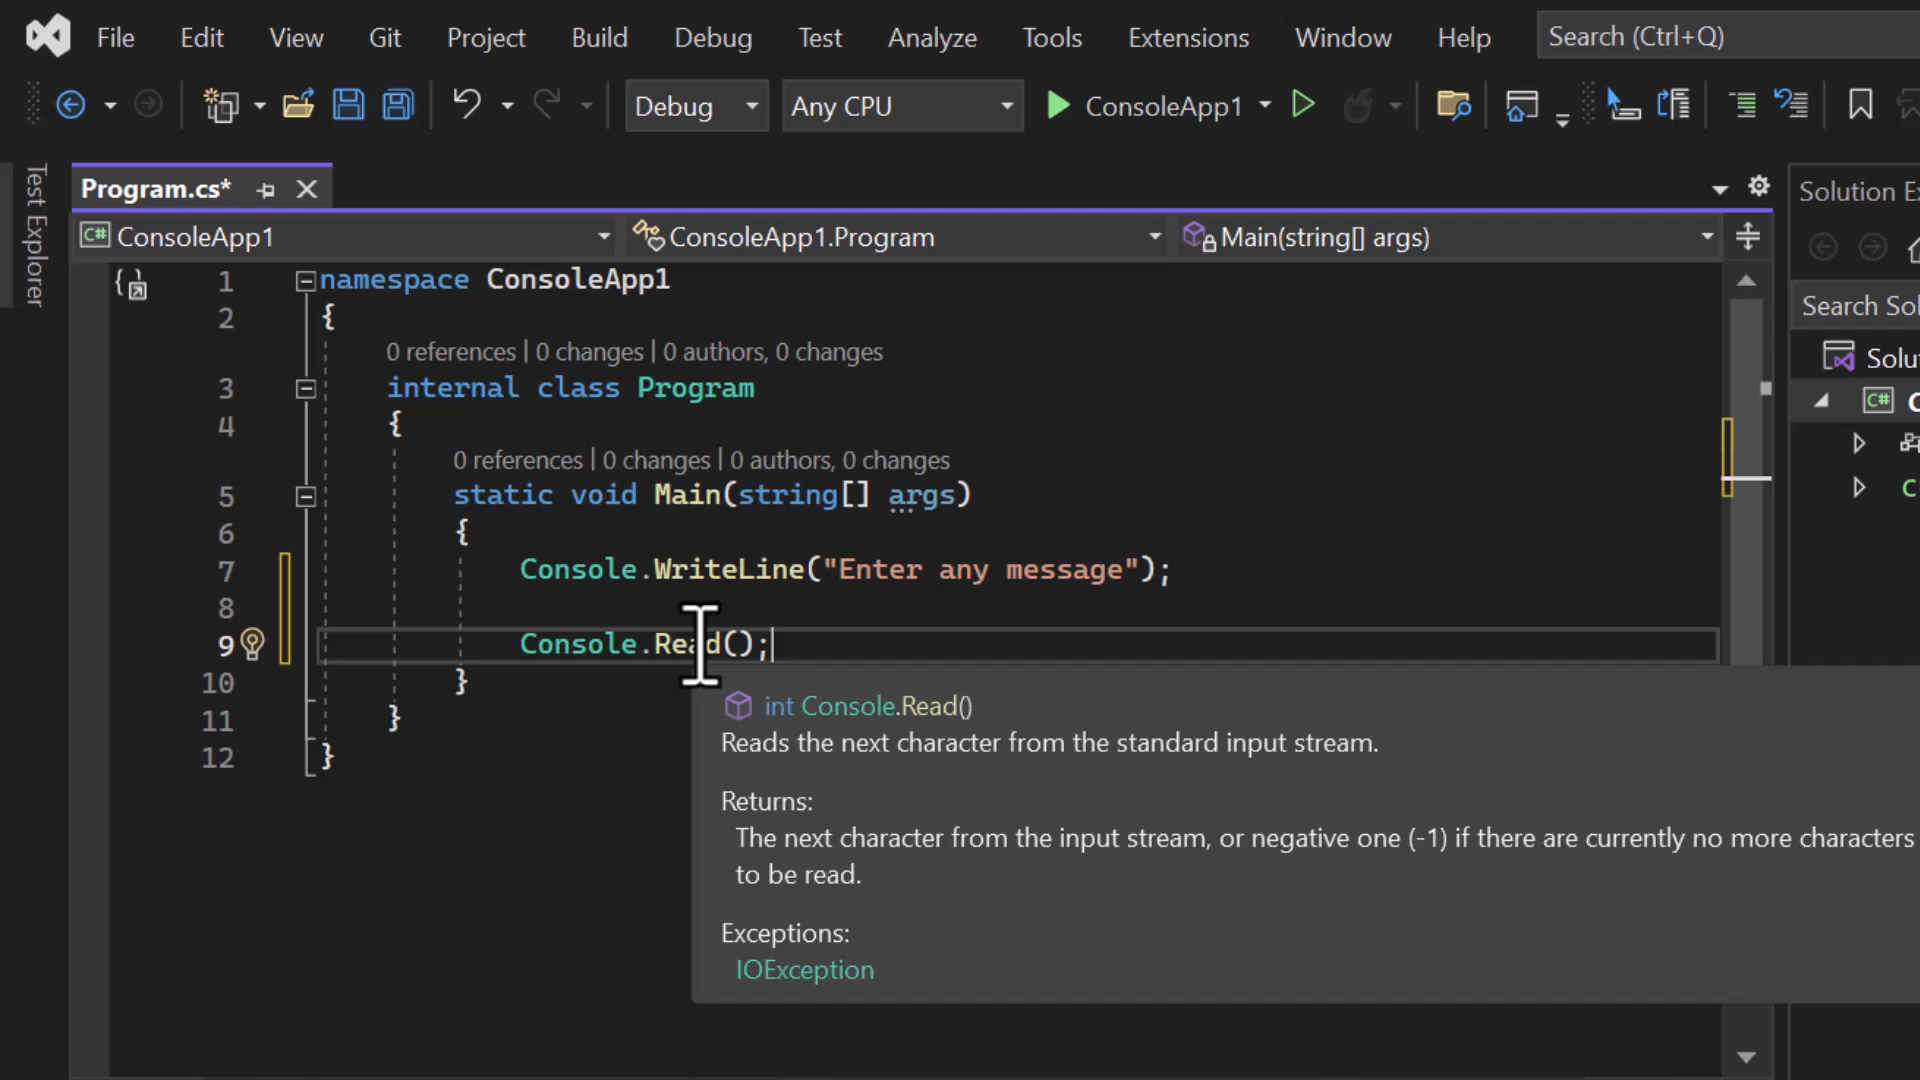 File Edit View Git Project Build Debug Test Analyze Tools Extensions Window Help Search (Ctrl+Q)
Debug Any CPU ConsoleApp1
Test Explorer
Program.cs*
Solution Ex
C# ConsoleApp1 ConsoleApp1.Program Main(string[] args)
1 namespace ConsoleApp1
2 {
Search Sol
0 references | 0 changes | 0 authors, 0 changes
Solut
3 internal class Program
C# C
4 {
0 references | 0 changes | 0 authors, 0 changes
5 static void Main(string[] args)
C
6 {
7 Console.WriteLine("Enter any message");
8
9 Console.Read();
10 }
11 }
12 }
int Console.Read()
Reads the next character from the standard input stream.
Returns:
The next character from the input stream, or negative one (-1) if there are currently no more characters
to be read.
Exceptions:
IOException